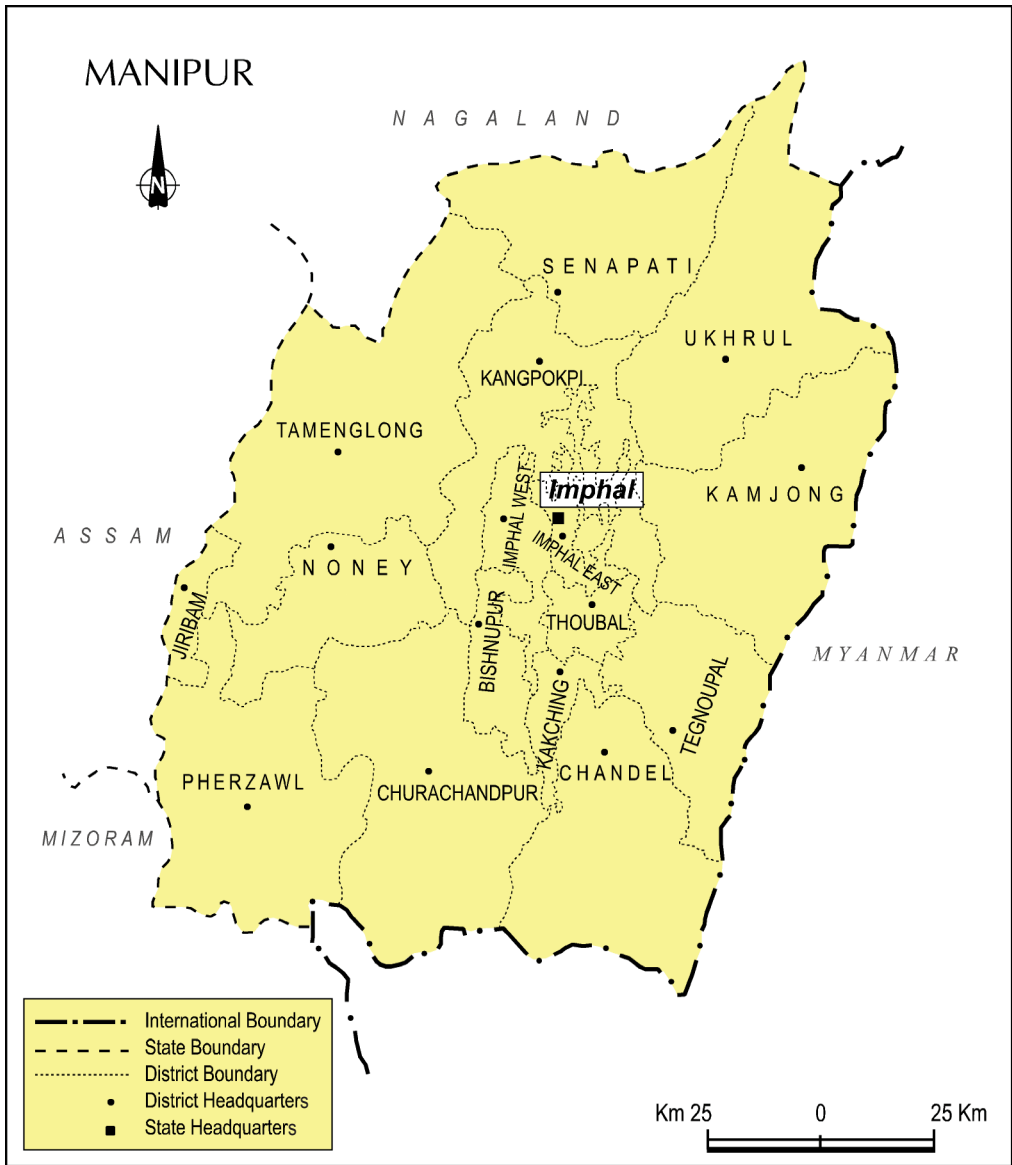 MANIPUR
NAGALAND
N
SENAPATI
UKHRUL
KANGPOKPI
TAMENGLONG
Imphal
KAMJONG
IMPHAL WEST
ASSAM
NONEY
IMPHAL EAST
JIRIBAM
THOUBAL
BISHNUPUR
MYANMAR
TEGNOUPAL
KAKCHING
CHANDEL
PHERZAWL
CHURACHANDPUR
MIZORAM
International Boundary
State Boundary
District Boundary
District Headquarters
State Headquarters
Km 25 0 25 Km